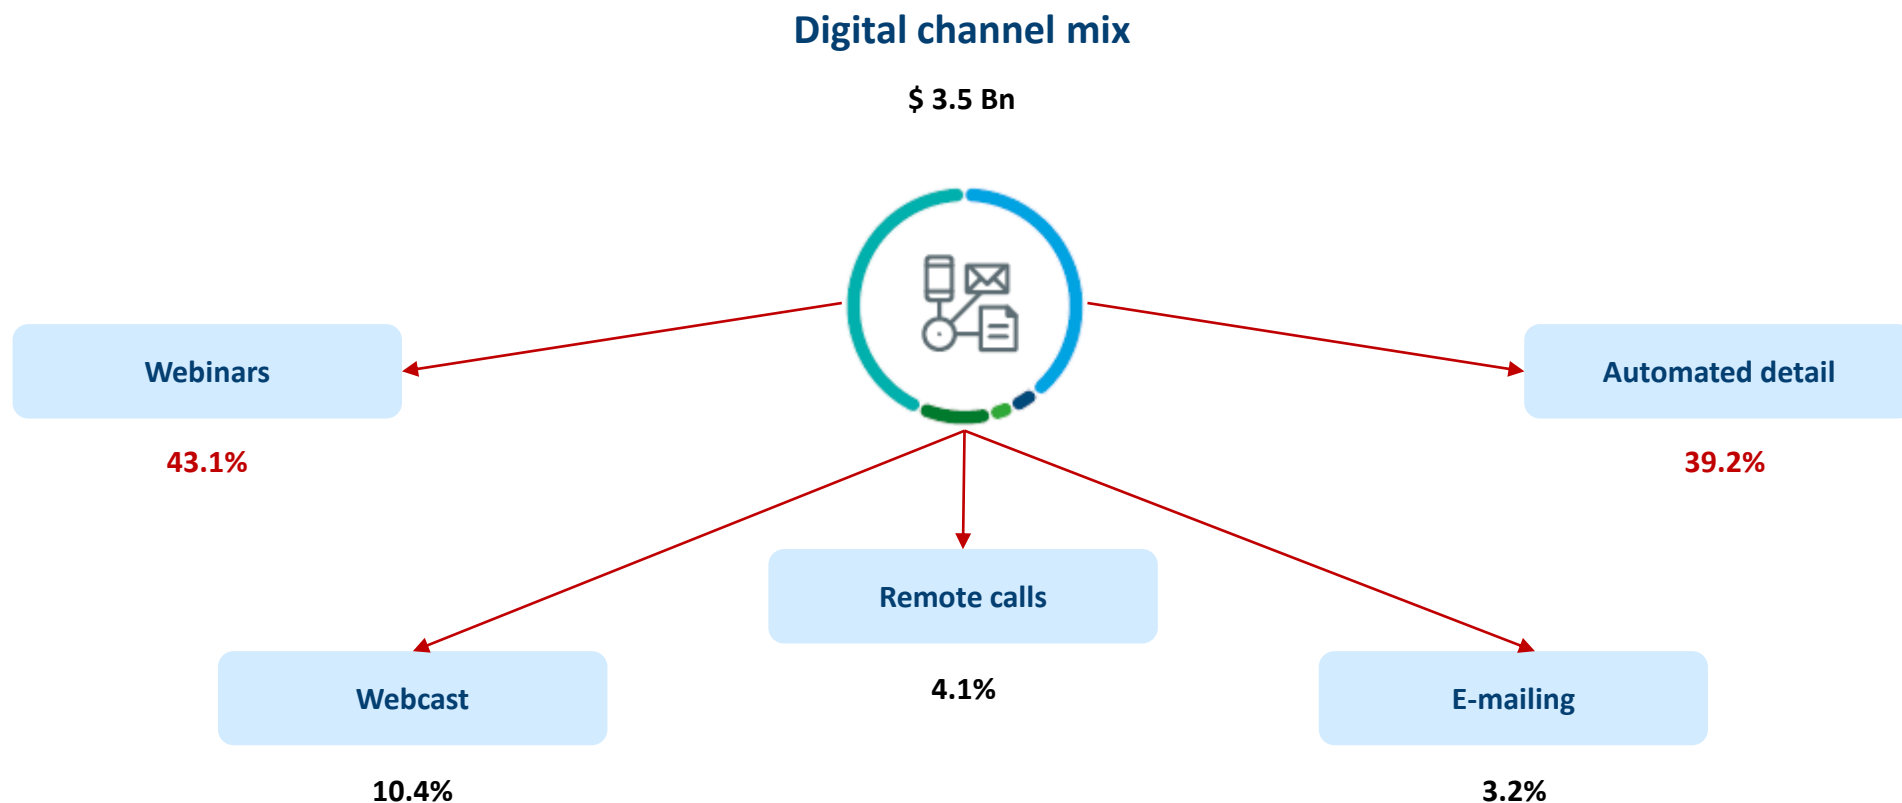 Digital channel mix
$ 3.5 Bn
Webinars
43.1%
Automated detail
39.2%
Remote calls
4.1%
Webcast
10.4%
E-mailing
3.2%